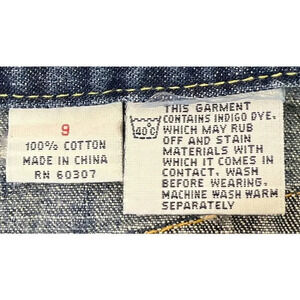 9
100% COTTON
MADE IN CHINA
RN 60307
40°C
THIS GARMENT
CONTAINS INDIGO DYE,
WHICH MAY RUB
OFF AND STAIN
MATERIALS WITH
WHICH IT COMES IN
CONTACT. WASH
BEFORE WEARING.
MACHINE WASH WARM
SEPARATELY